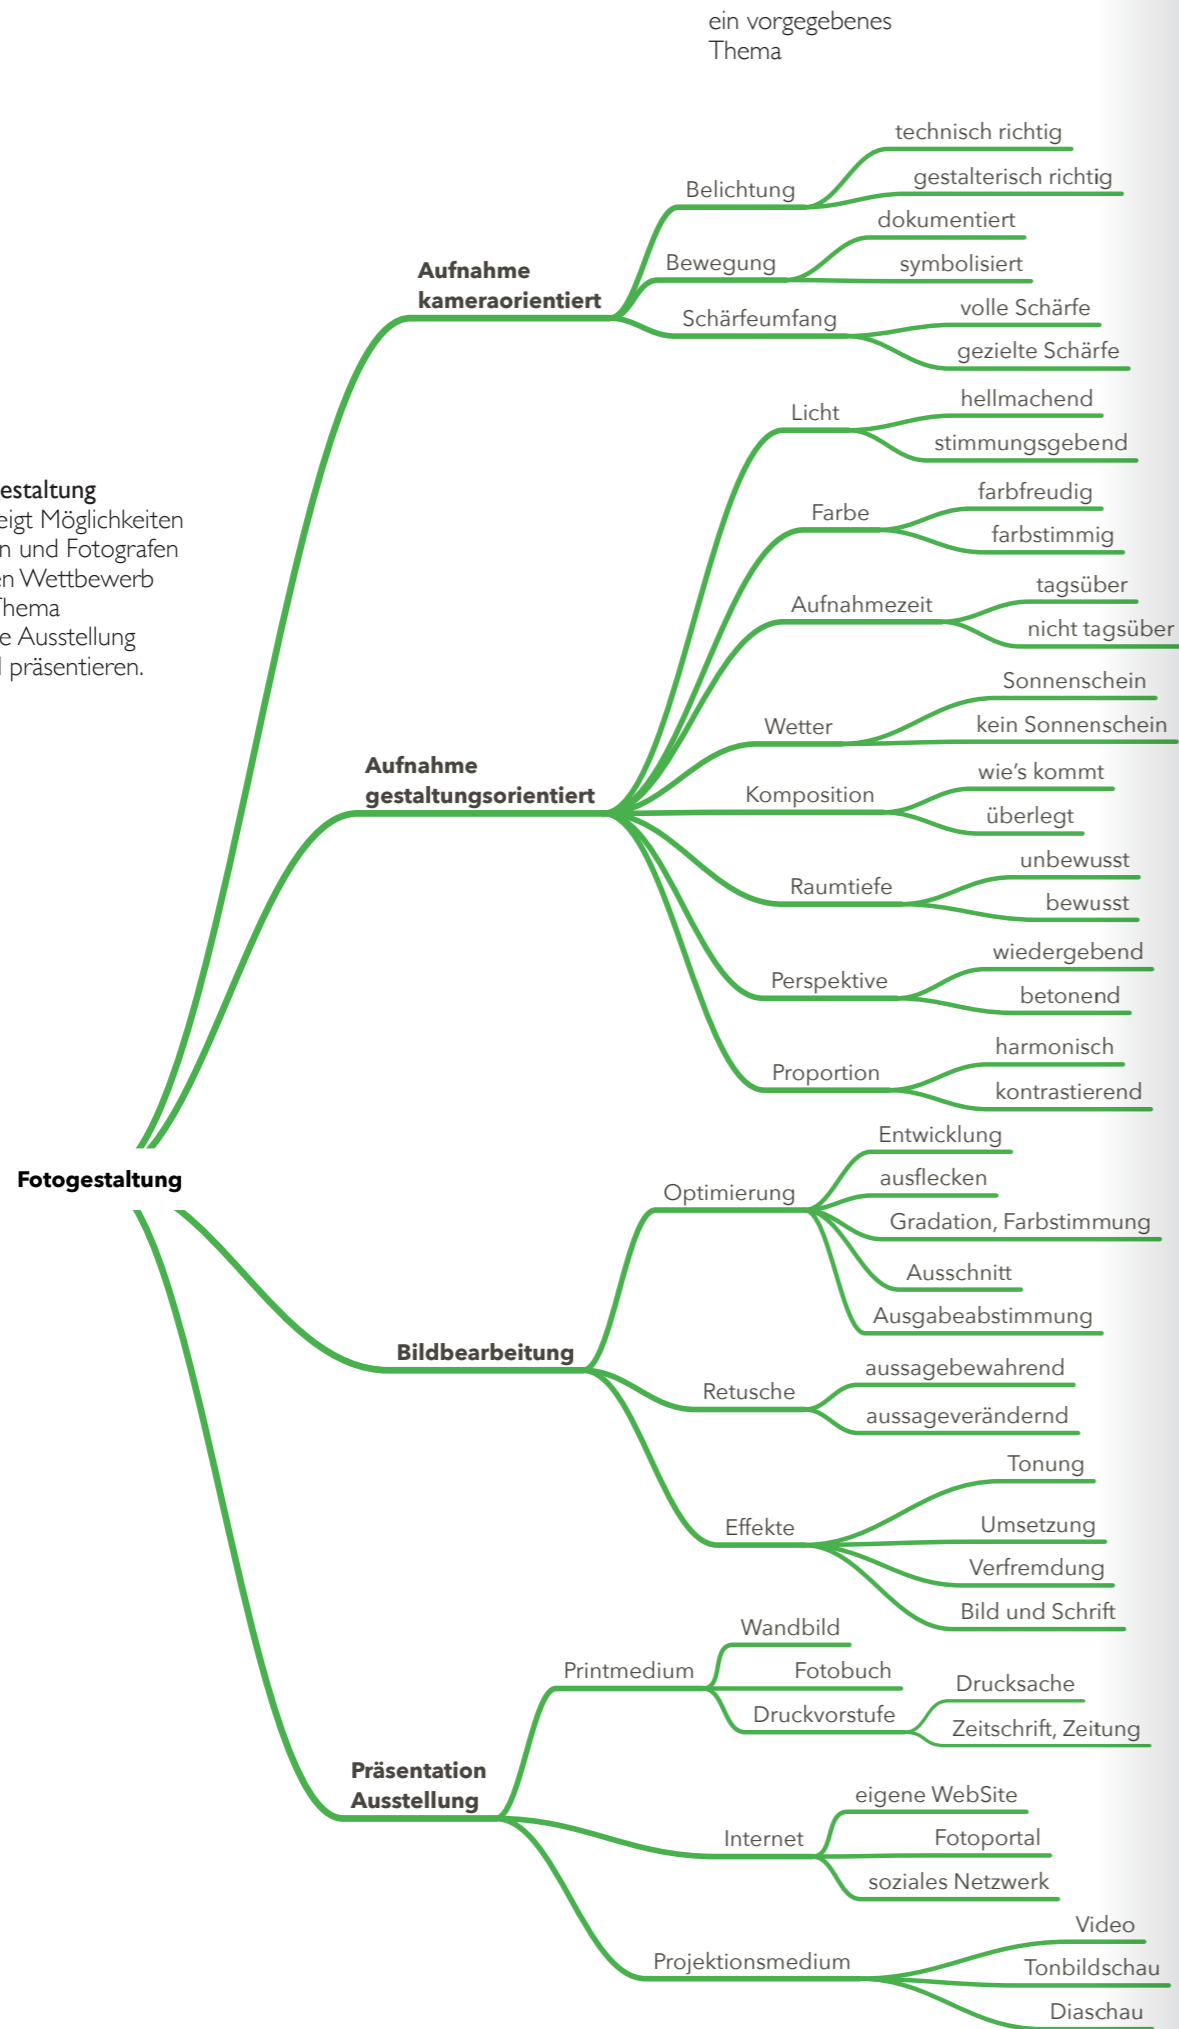 ein vorgegebenes
Thema
technisch richtig
Belichtung
gestalterisch richtig
dokumentiert
Aufnahme
kameraorientiert
Bewegung
symbolisiert
Schärfeumfang
volle Schärfe
gezielte Schärfe
Licht
hellmachend
stimmungsgebend
estaltung
eigt Möglichkeiten
n und Fotografen
en Wettbewerb
Thema
e Ausstellung
präsentieren.
Farbe
farbfreudig
farbstimmig
Aufnahmezeit
tagsüber
nicht tagsüber
Wetter
Sonnenschein
kein Sonnenschein
Aufnahme
gestaltungsorientiert
Komposition
wie's kommt
überlegt
Raumtiefe
unbewusst
bewusst
Perspektive
wiedergebend
betonend
Proportion
harmonisch
kontrastierend
Fotogestaltung
Optimierung
Entwicklung
ausflecken
Gradation, Farbstimmung
Ausschnitt
Ausgabeabstimmung
Bildbearbeitung
Retusche
aussagebewahrend
aussageverändernd
Effekte
Tonung
Umsetzung
Verfremdung
Bild und Schrift
Printmedium
Wandbild
Fotobuch
Druckvorstufe
Drucksache
Zeitschrift, Zeitung
Präsentation
Ausstellung
Internet
eigene WebSite
Fotoportal
soziales Netzwerk
Projektionsmedium
Video
Tonbildschau
Diaschau